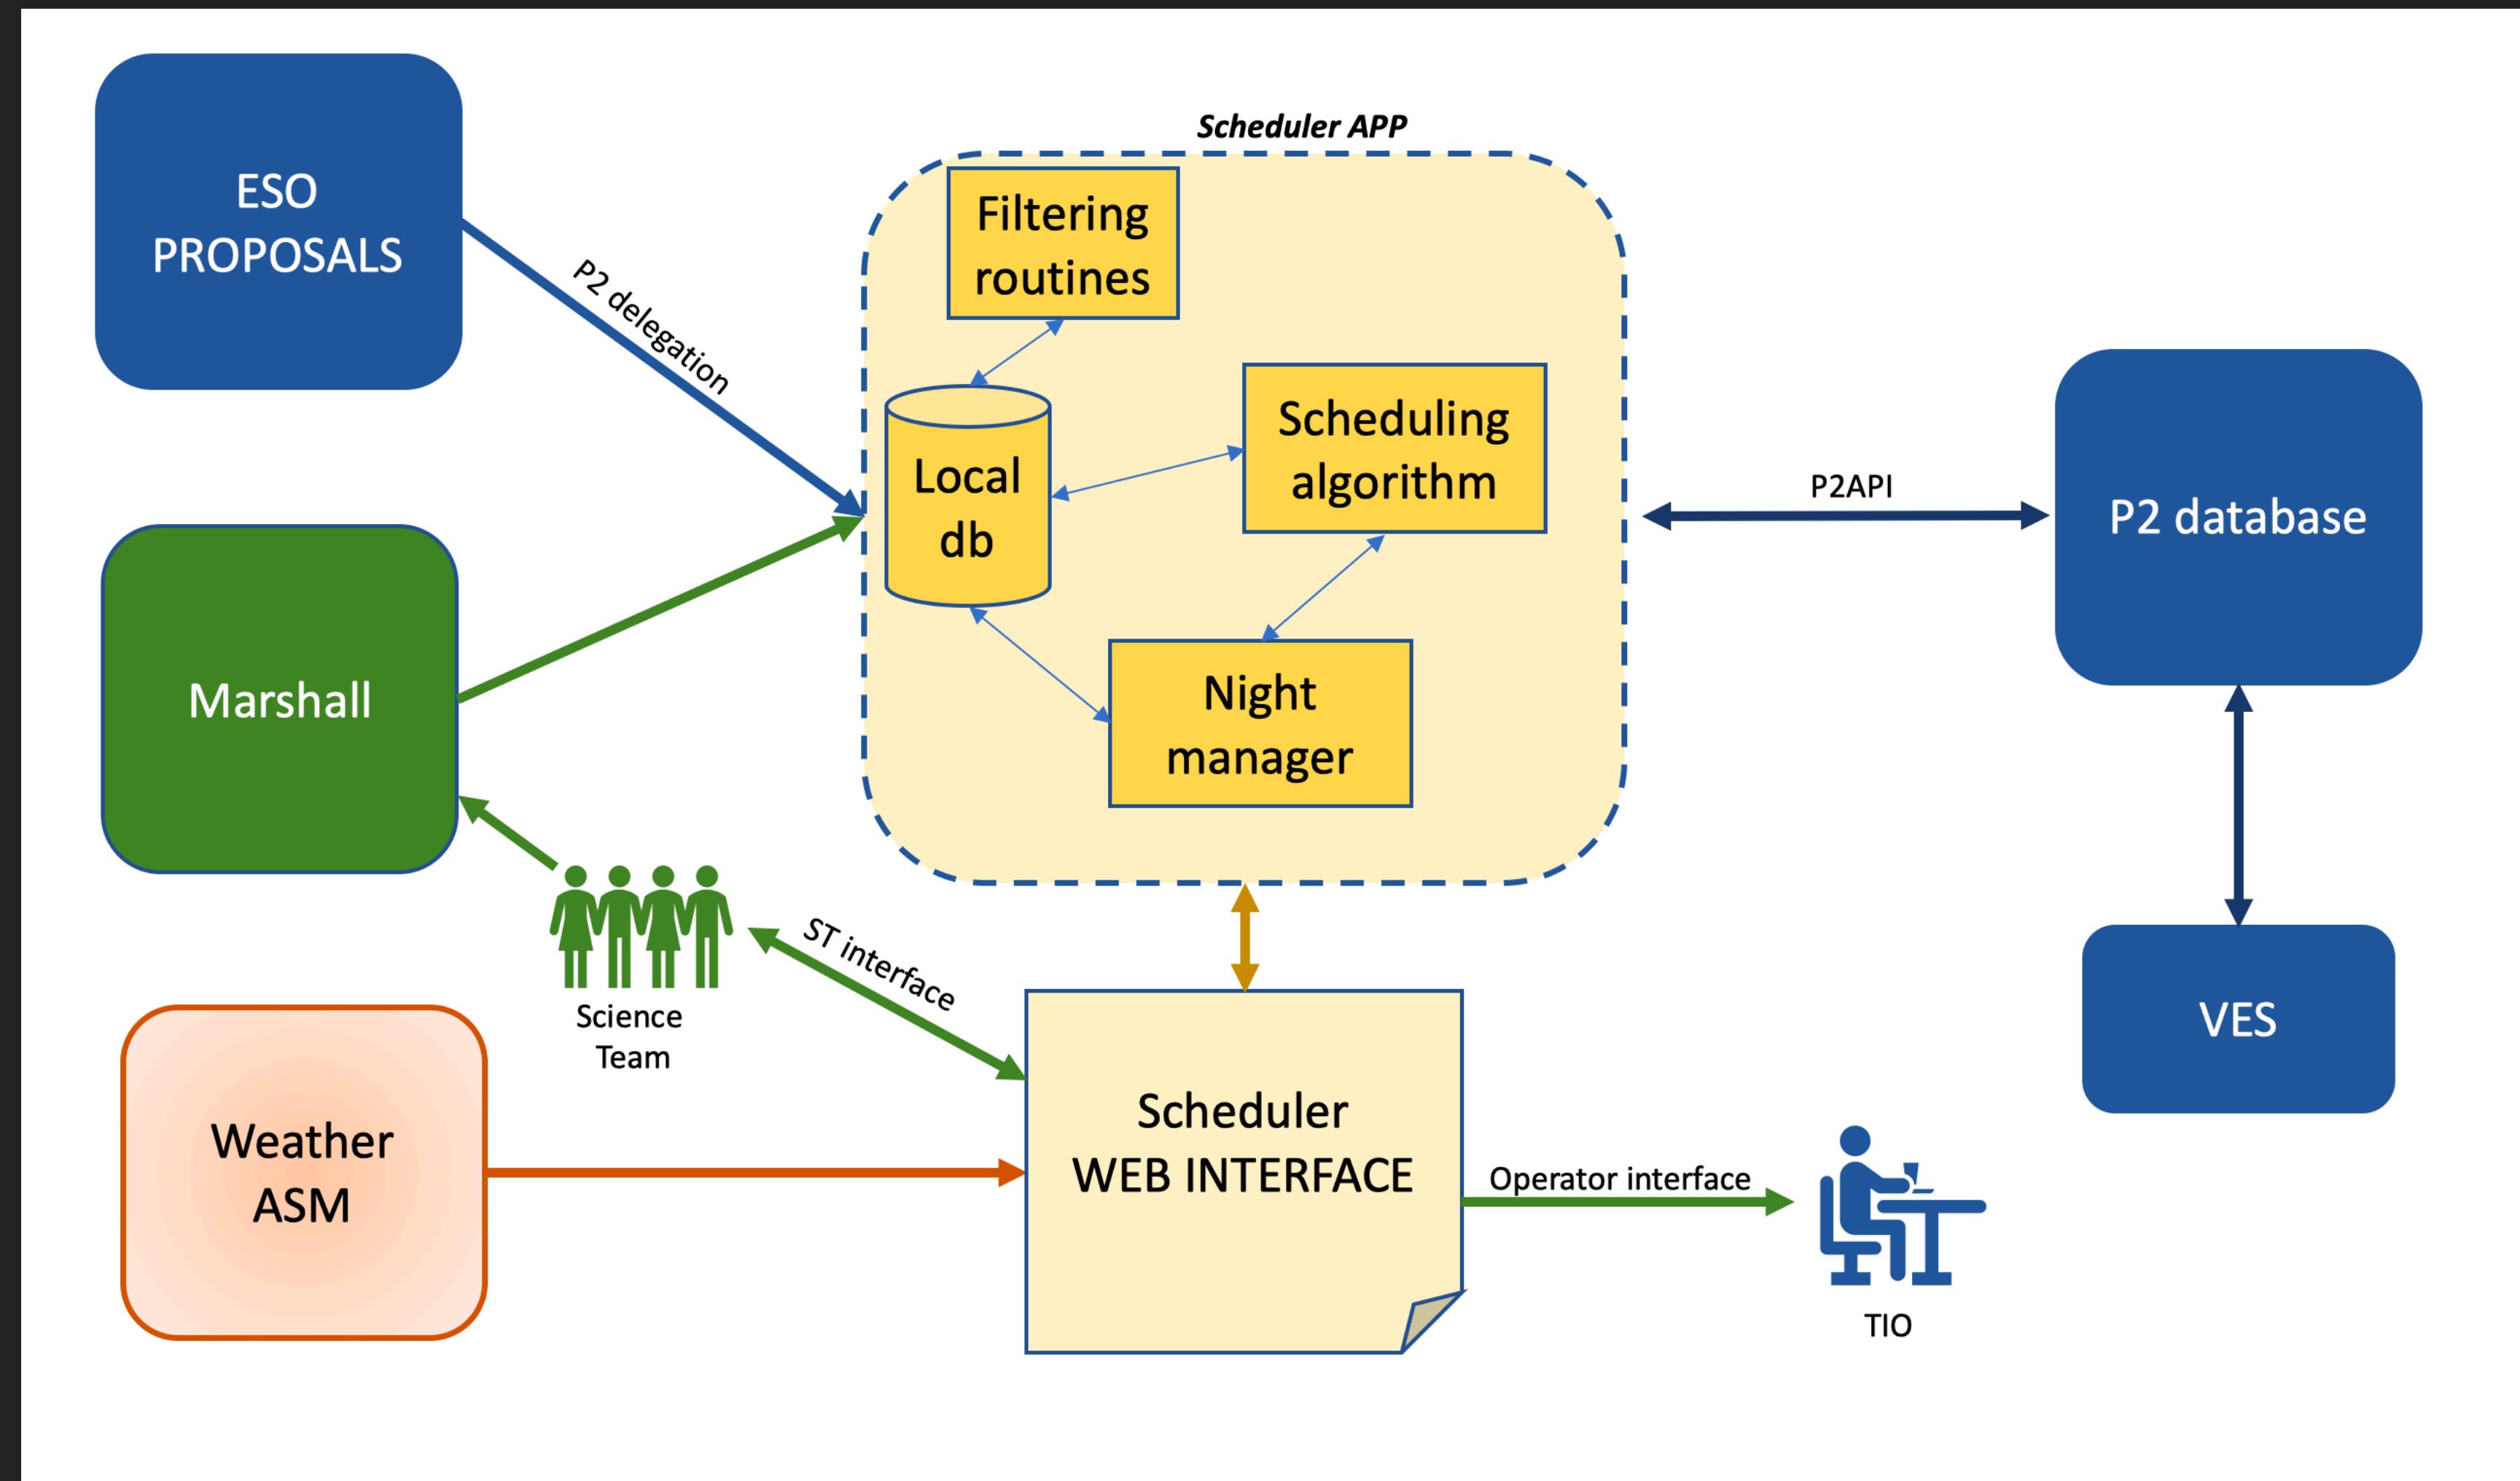 ESO
PROPOSALS
P2 delegation
Scheduler APP
Filtering
routines
Local
db
Scheduling
algorithm
Night
manager
P2API
P2 database
Marshall
VES
Science
Team
ST interface
Weather
ASM
Scheduler
WEB INTERFACE
Operator interface
TIO